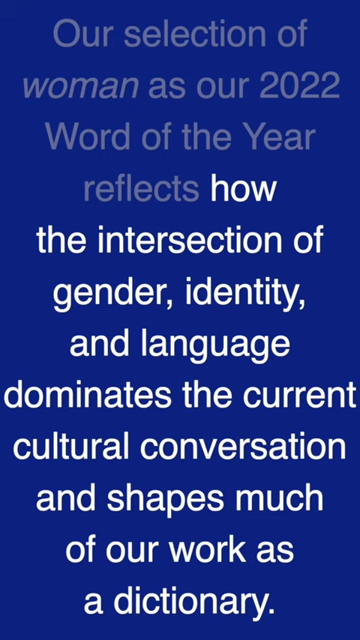 Our selection of
woman as our 2022
Word of the Year
reflects how
the intersection of
gender, identity,
and language
dominates the current
cultural conversation
and shapes much
of our work as
a dictionary.